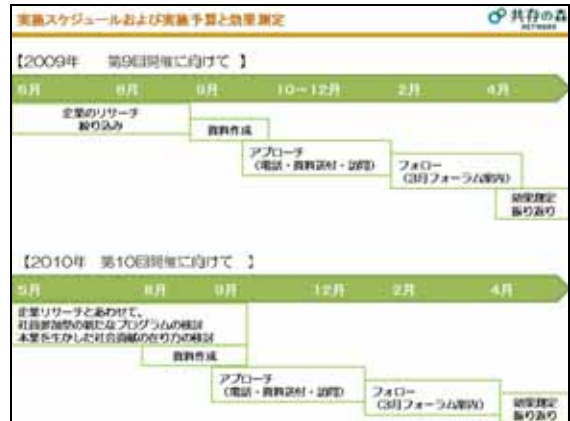 実施スケジュールおよび実施予算と効果測定
共存の森
NETWORK
【2009年　第9回開催に向けて 】
6月　8月　9月　10～12月　2月　4月
企業のリサーチ
絞り込み
資料作成
アプローチ
（電話・資料送付・訪問）
フォロー
（3月フォーラム案内）
効果測定
振り返り
【2010年　第10回開催に向けて 】
5月　8月　9月　12月　2月　4月
企業リサーチとあわせて、
社員参加型の新たなプログラムの検討
本業を生かした社会貢献の在り方の検討
資料作成
アプローチ
（電話・資料送付・訪問）
フォロー
（3月フォーラム案内）
効果測定
振り返り